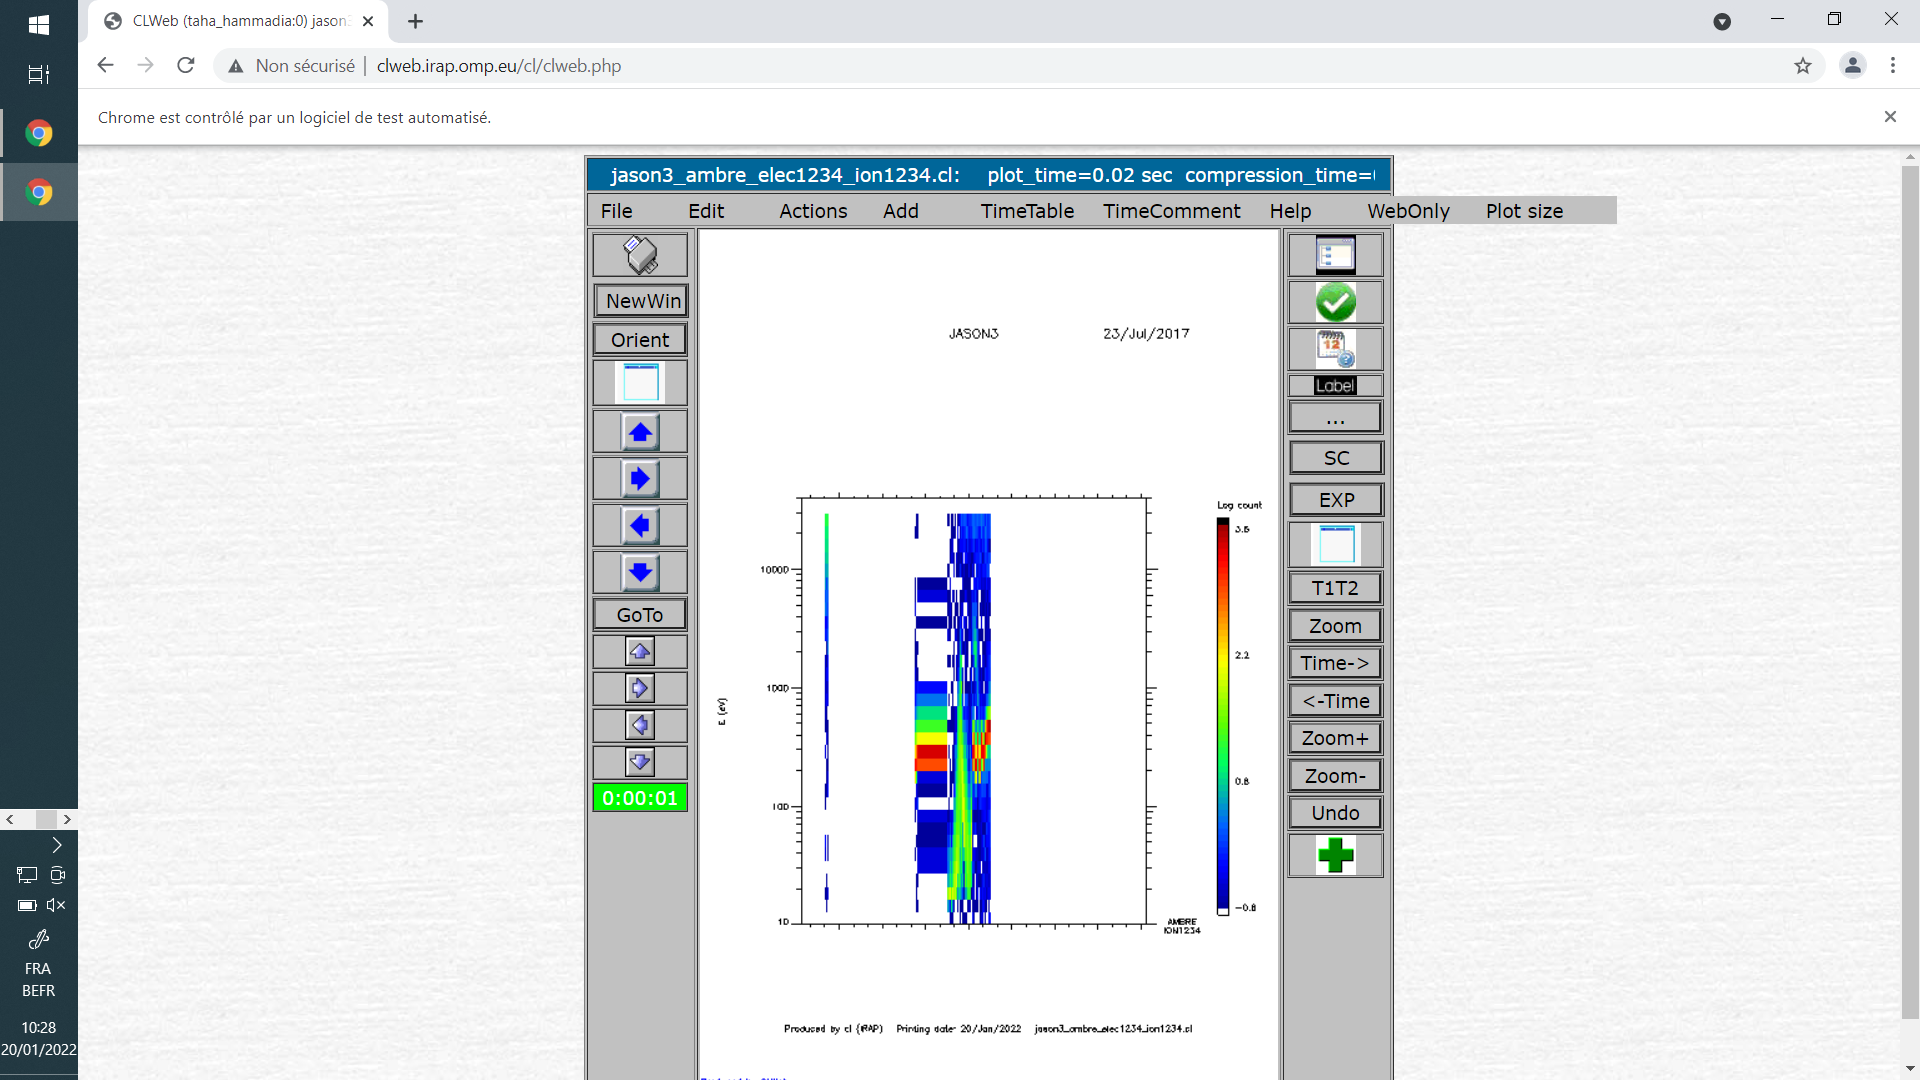 CLWeb (taha_hammadia:0) jason3
Non sécurisé | clweb.irap.omp.eu/cl/clweb.php
Chrome est contrôlé par un logiciel de test automatisé.
jason3_ambre_elec1234_ion1234.cl: plot_time=0.02 sec compression_time=
File Edit Actions Add TimeTable TimeComment Help WebOnly Plot size
NewWin
Orient
GoTo
0:00:01
JASON3 23/Jul/2017
Log count
3.5
2.2
0.8
-0.8
10000
1000
100
10
E (eV)
AMBRE
ION1234
Produced by cl (IRAP) Printing date: 20/Jan/2022 jason3_ambre_elec1234_ion1234.cl
12
Label
...
SC
EXP
T1T2
Zoom
Time->
<-Time
Zoom+
Zoom-
Undo
FRA
BEFR
10:28
20/01/2022